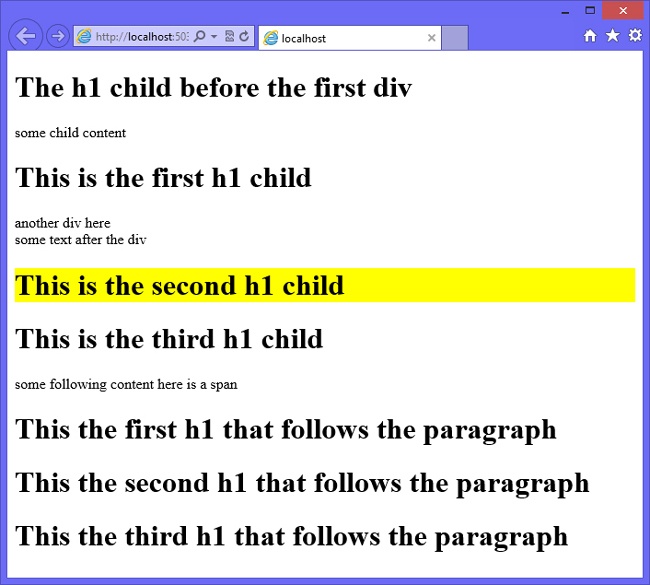 http://localhost:503
localhost
The h1 child before the first div
some child content
This is the first h1 child
another div here
some text after the div
This is the second h1 child
This is the third h1 child
some following content here is a span
This the first h1 that follows the paragraph
This the second h1 that follows the paragraph
This the third h1 that follows the paragraph